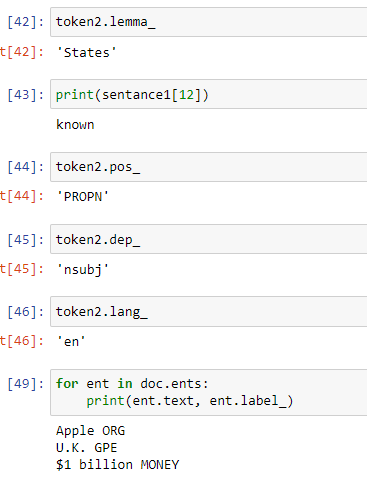 [42]: token2.lemma_
t[42]: 'States'
[43]: print(sentance1[12])
known
[44]: token2.pos_
t[44]: 'PROPN'
[45]: token2.dep_
t[45]: 'nsubj'
[46]: token2.lang_
t[46]: 'en'
[49]: for ent in doc.ents:
print(ent.text, ent.label_)
Apple ORG
U.K. GPE
$1 billion MONEY